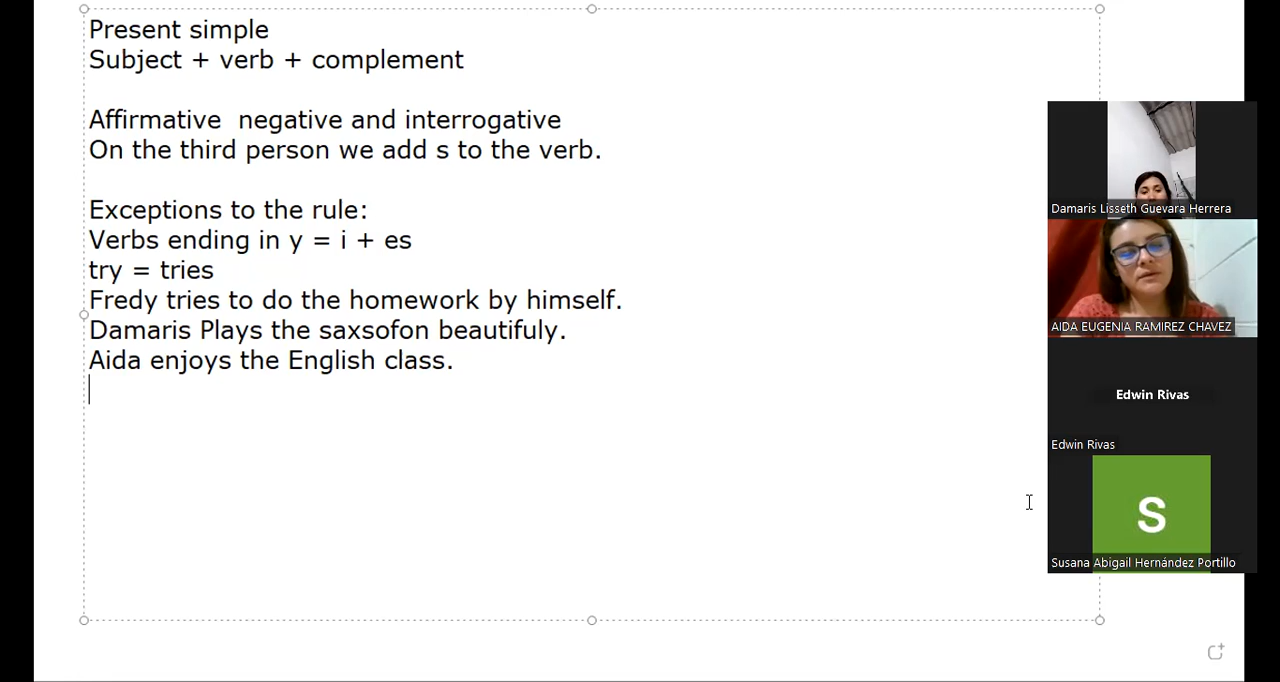 Present simple
Subject + verb + complement
Affirmative  negative and interrogative
On the third person we add s to the verb.
Exceptions to the rule:
Verbs ending in y = i + es
try = tries
Fredy tries to do the homework by himself.
Damaris Plays the saxsofon beautifuly.
Aida enjoys the English class.
Damaris Lisseth Guevara Herrera
AIDA EUGENIA RAMIREZ CHAVEZ
Edwin Rivas
Edwin Rivas
S
Susana Abigail Hernández Portillo